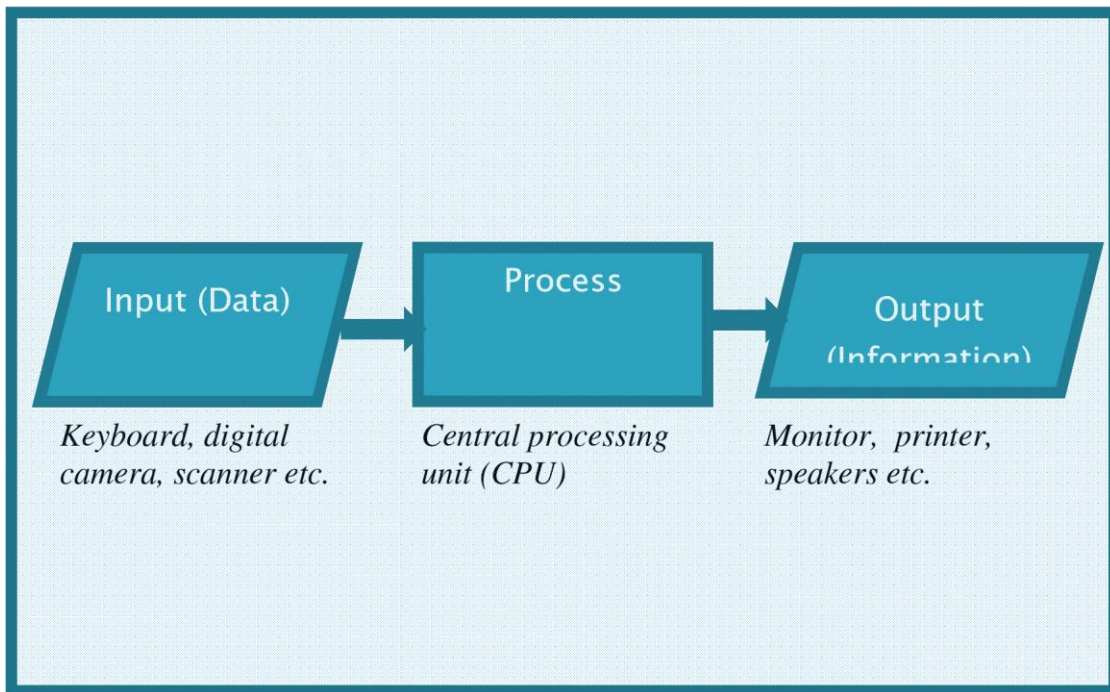 Input (Data)
Process
Output
(Information)
Keyboard, digital
camera, scanner etc.
Central processing
unit (CPU)
Monitor, printer,
speakers etc.